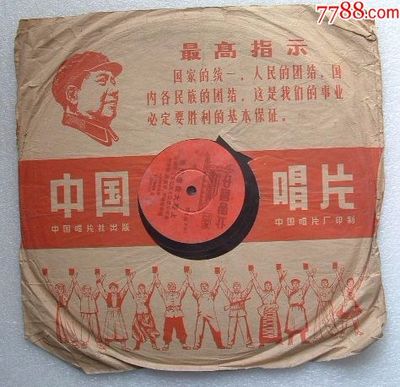 7788.com
最高指示
国家的统一，人民的团结，国
内各民族的团结，这是我们的事业
必定要胜利的基本保证。
中国 唱片
中国唱片社出版 中国唱片厂印制